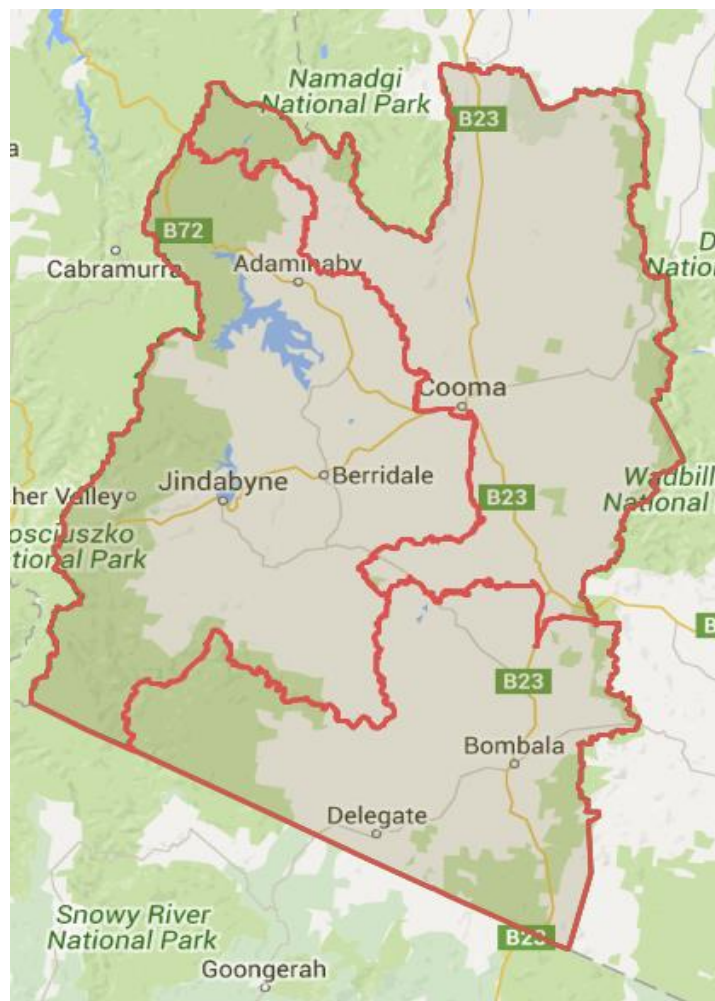 Namadgi
National Park
B23
a
B72
D
Nation
Cabramurra
Adaminaby
Cooma
her Valley
Jindabyne
Berridale
B23
Wadbill
National
osciuszko
tional Park
B
B23
Bombala
Delegate
Snowy River
National Park
B23
Goongerah